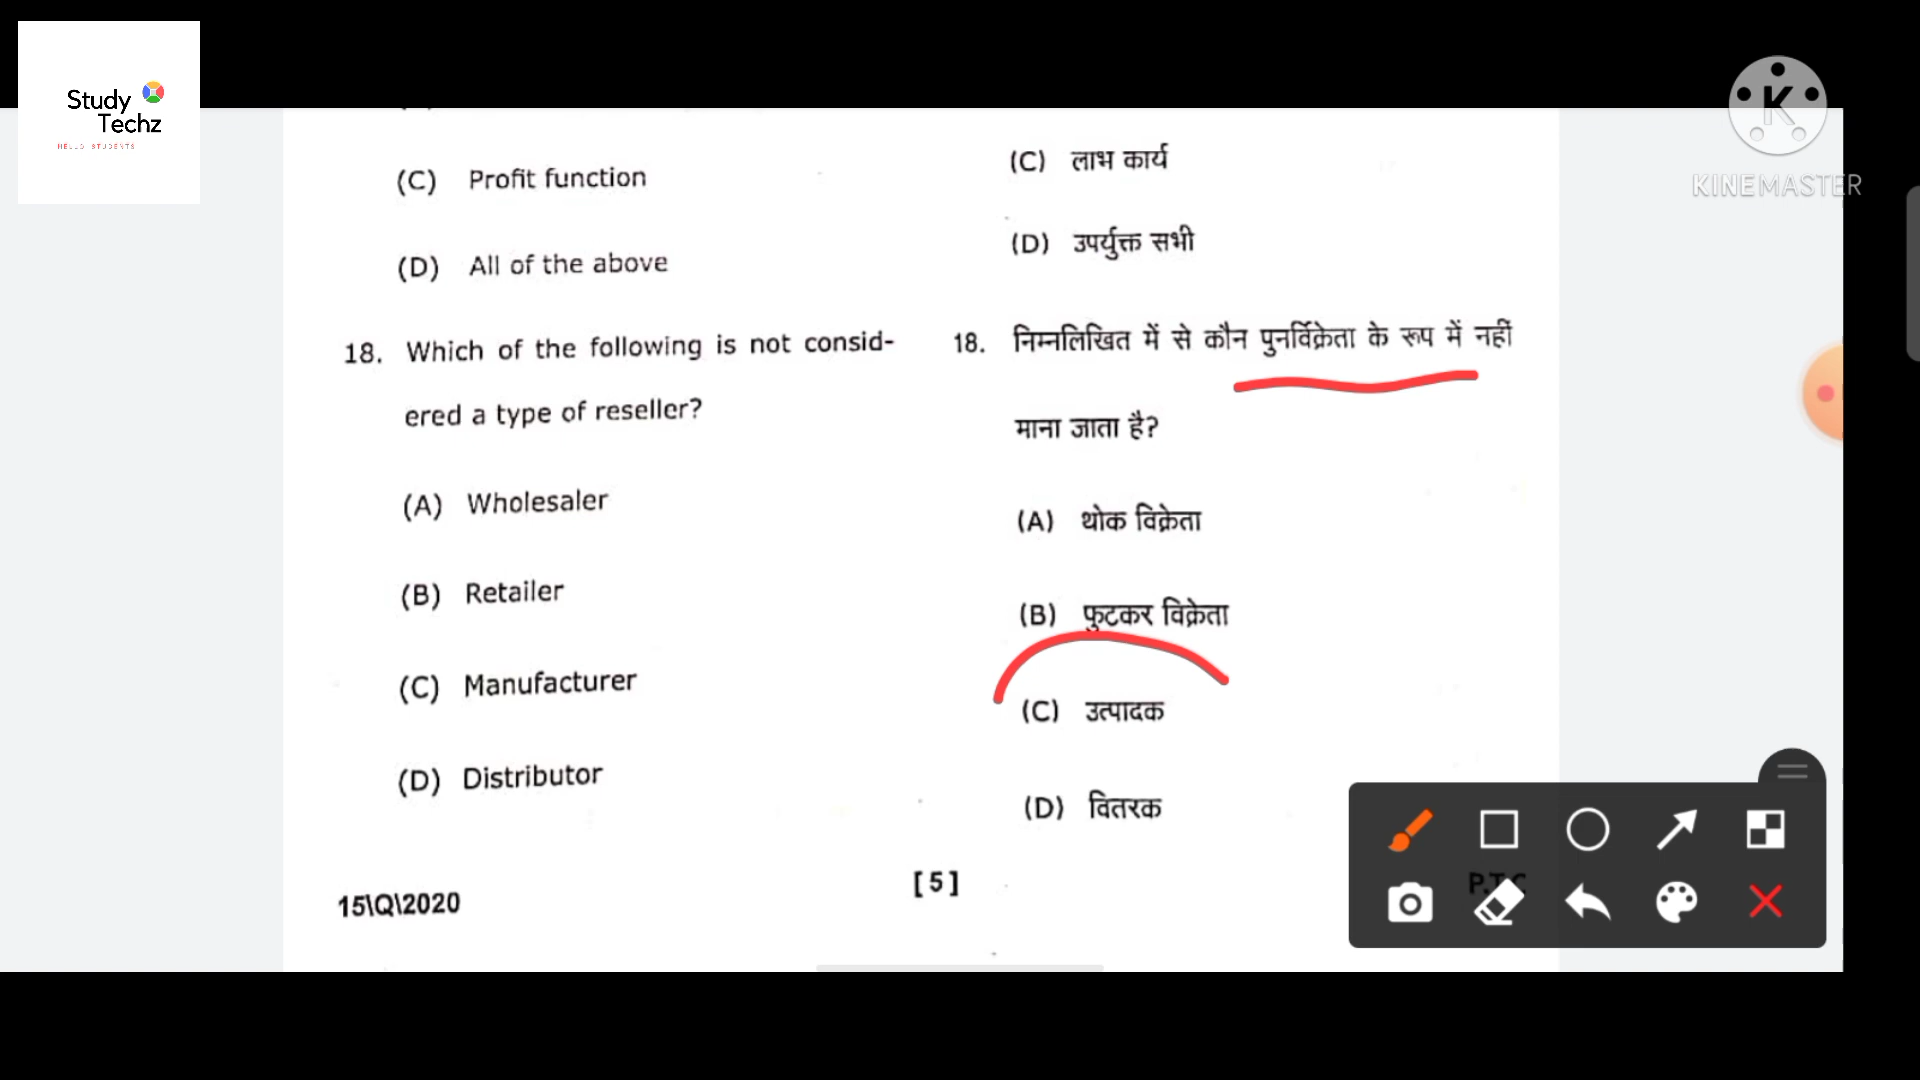 Study
Techz
HELLO STUDENTS
KINEMASTER
(C) Profit function
(D) All of the above
18. Which of the following is not consid-
ered a type of reseller?
(A) Wholesaler
(B) Retailer
(C) Manufacturer
(D) Distributor
(C) लाभ कार्य
(D) उपर्युक्त सभी
18. निम्नलिखित में से कौन पुनर्विक्रेता के रूप में नहीं
माना जाता है?
(A) थोक विक्रेता
(B) फुटकर विक्रेता
(C) उत्पादक
(D) वितरक
15\Q\2020
[5]